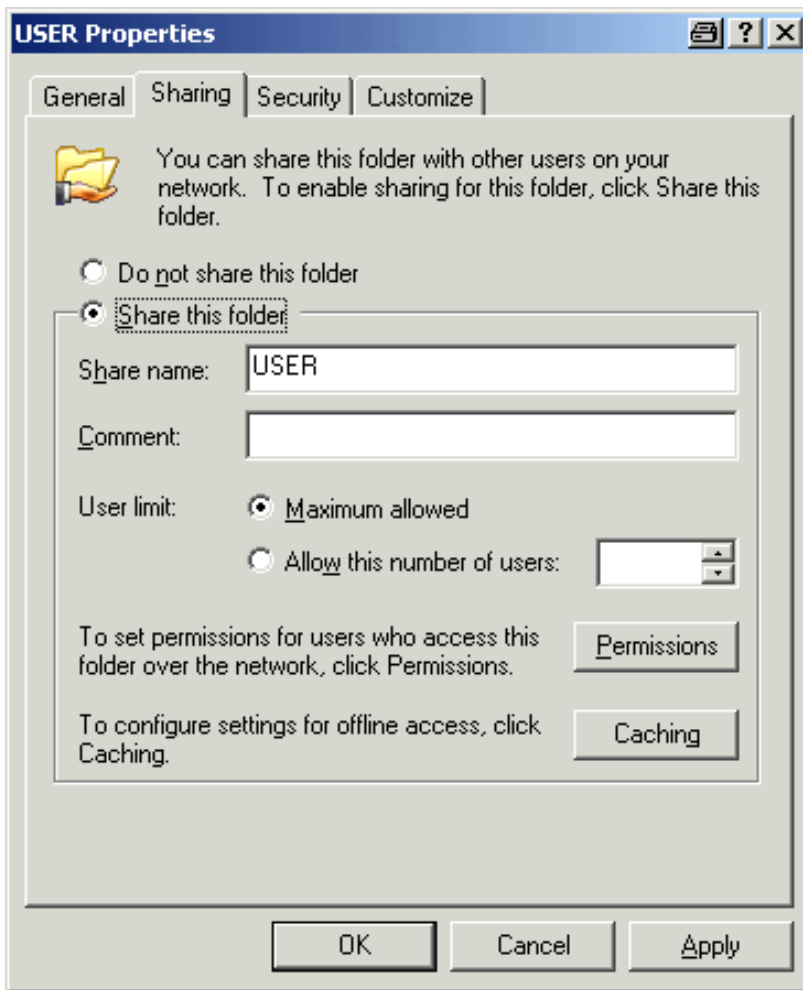 USER Properties
General Sharing Security Customize
You can share this folder with other users on your
network. To enable sharing for this folder, click Share this
folder.
Do not share this folder
Share this folder
Share name: USER
Comment:
User limit: Maximum allowed
Allow this number of users:
To set permissions for users who access this
folder over the network, click Permissions.
Permissions
To configure settings for offline access, click
Caching.
Caching
OK Cancel Apply